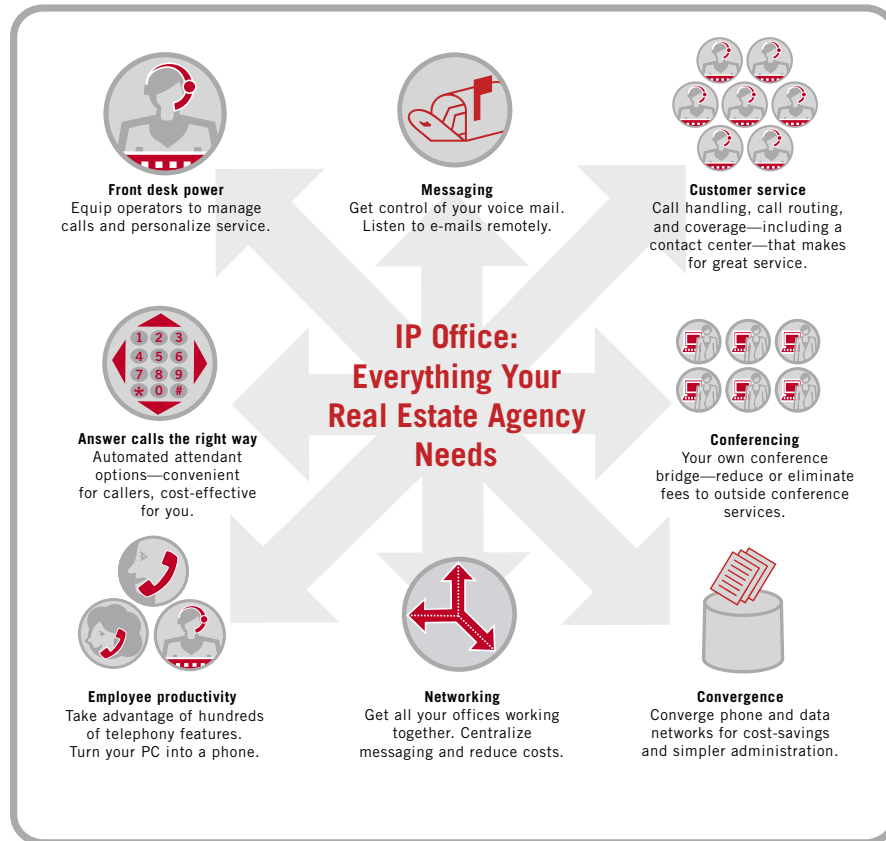 Front desk power
Equip operators to manage
calls and personalize service.
Messaging
Get control of your voice mail.
Listen to e-mails remotely.
Customer service
Call handling, call routing,
and coverage—including a
contact center—that makes
for great service.
IP Office:
Everything Your
Real Estate Agency
Needs
1 2 3
4 5 6
7 8 9
* 0 #
Answer calls the right way
Automated attendant
options—convenient
for callers, cost-effective
for you.
Conferencing
Your own conference
bridge—reduce or eliminate
fees to outside conference
services.
Employee productivity
Take advantage of hundreds
of telephony features.
Turn your PC into a phone.
Networking
Get all your offices working
together. Centralize
messaging and reduce costs.
Convergence
Converge phone and data
networks for cost-savings
and simpler administration.